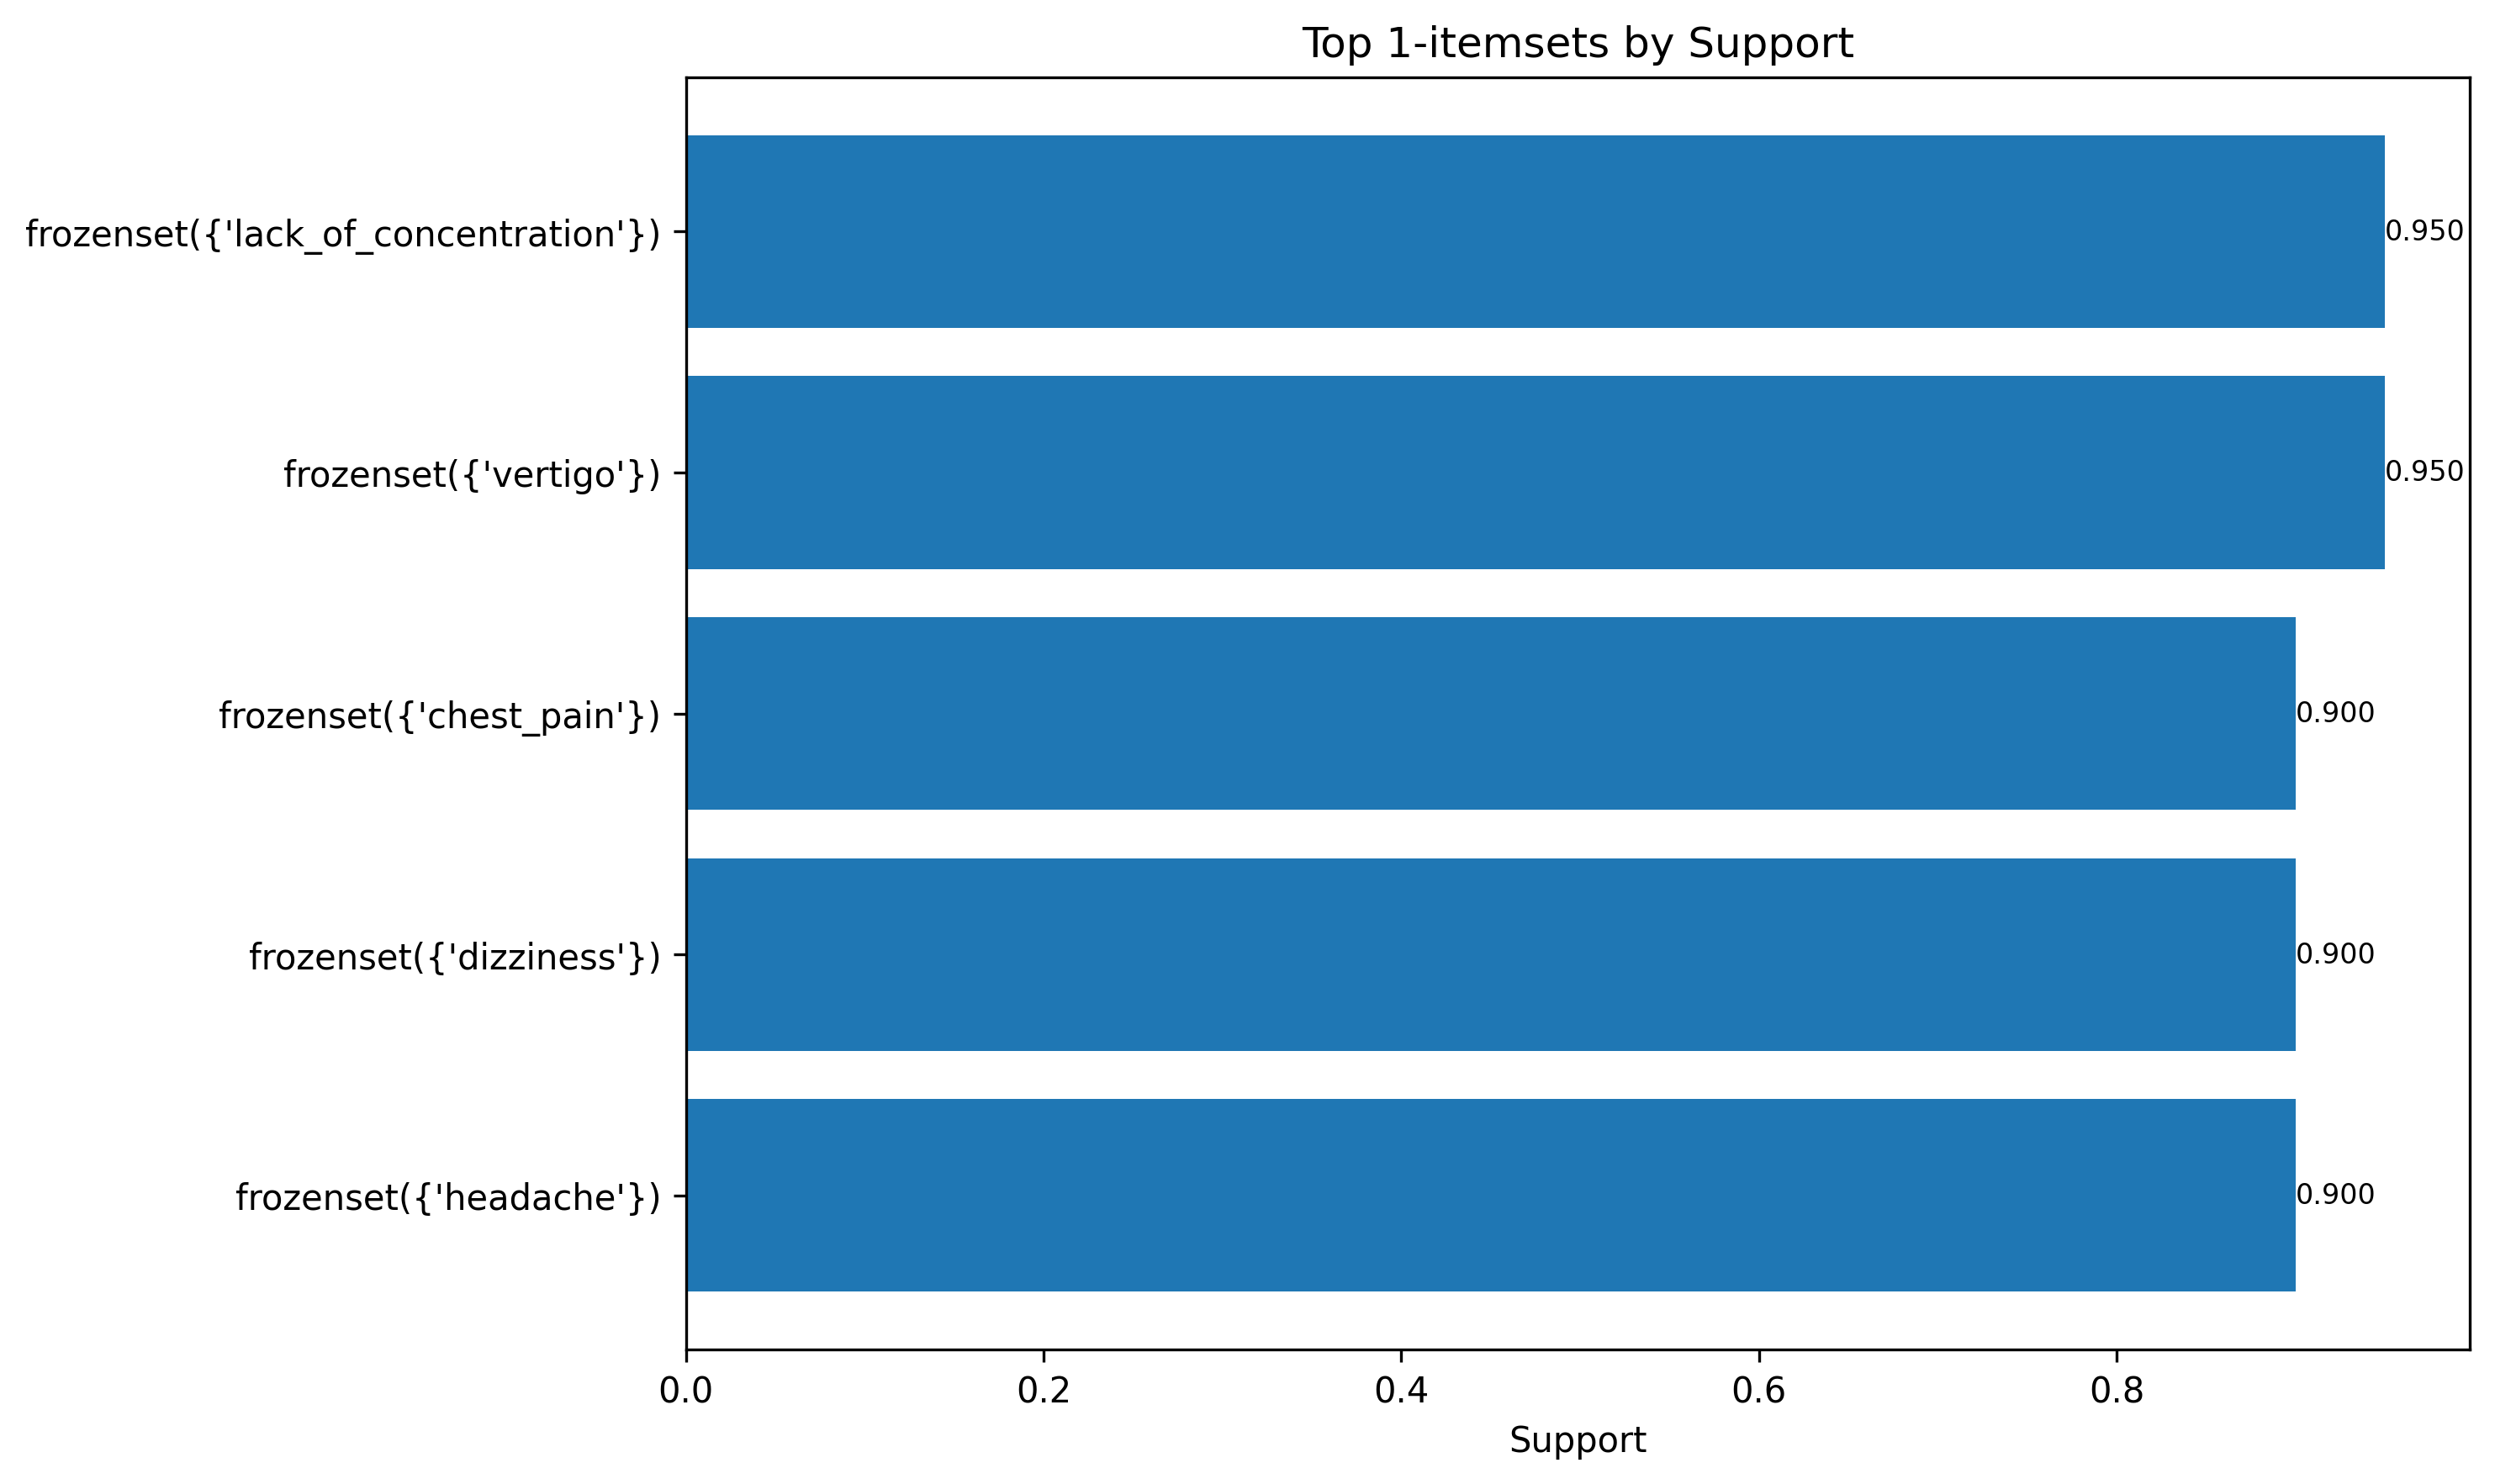 Top 1-itemsets by Support
frozenset({'lack_of_concentration'})
0.950
frozenset({'vertigo'})
0.950
frozenset({'chest_pain'})
0.900
frozenset({'dizziness'})
0.900
frozenset({'headache'})
0.900
0.0 0.2 0.4 0.6 0.8
Support